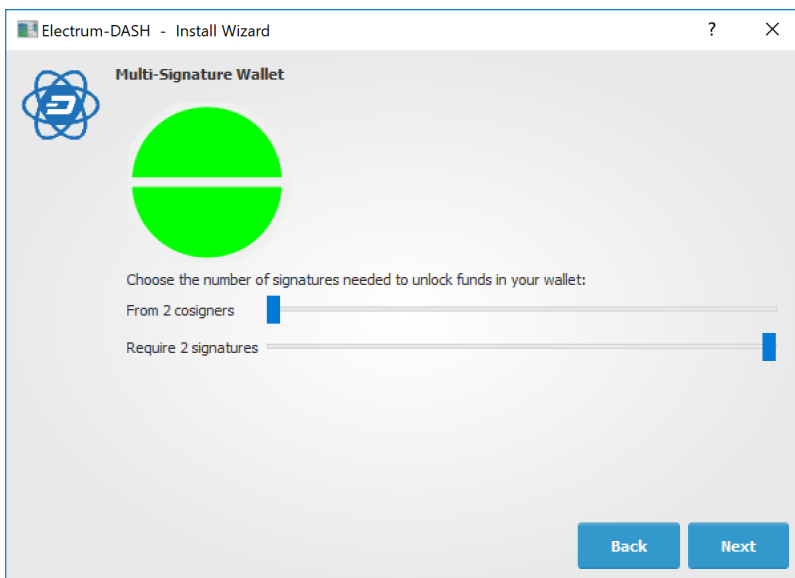 Electrum-DASH - Install Wizard
Multi-Signature Wallet
Choose the number of signatures needed to unlock funds in your wallet:
From 2 cosigners
Require 2 signatures
Back Next